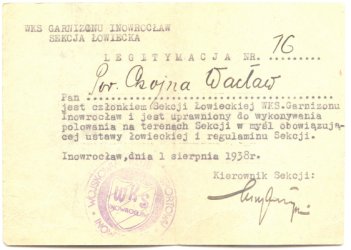 WKS GARNIZONU INOWROCŁAW
SEKCJA ŁOWIECKA
LEGITYMACJA NR. 76
Por. Chojna Wacław
Pan
jest członkiem Sekcji Łowieckiej WKS.Garnizonu
Inowrocław i jest uprawniony do wykonywania
polowania na terenach Sekcji w myśl obowiązują-
cej ustawy łowieckiej i regulaminu Sekcji.
Inowrocław, dnia 1 sierpnia 1938r.
Kierownik Sekcji:
WKS
INOWROCŁAW